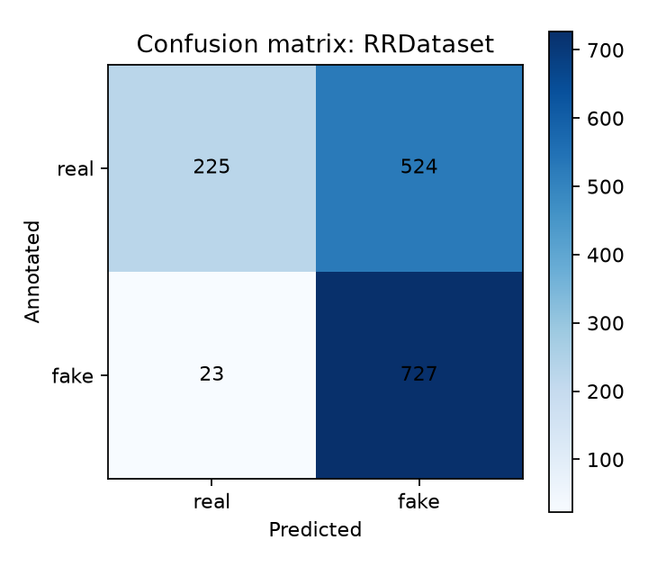 Confusion matrix: RRDataset
700
600
500
400
300
200
100
Annotated
real
225 524
fake
23 727
real fake
Predicted